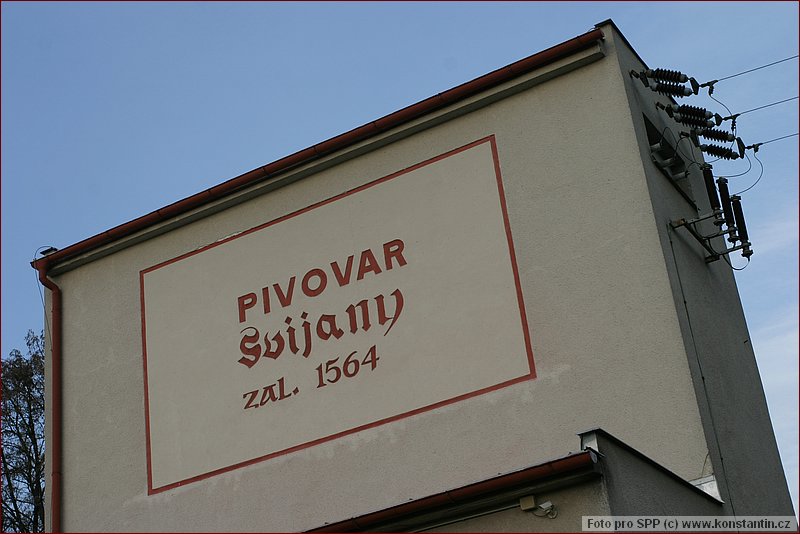 PIVOVAR
Svijany
ZAL. 1564
Foto pro SPP (c) www.konstantin.cz